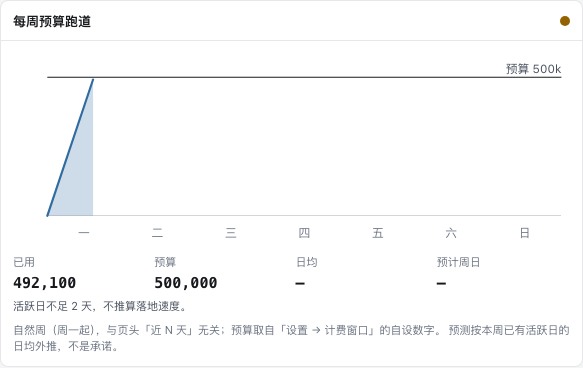 每周预算跑道
预算 500k
一 二 三 四 五 六 日
已用 预算 日均 预计周日
492,100 500,000 — —
活跃日不足 2 天，不推算落地速度。
自然周（周一起），与页头「近 N 天」无关；预算取自「设置 → 计费窗口」的自设数字。 预测按本周已有活跃日的
日均外推，不是承诺。